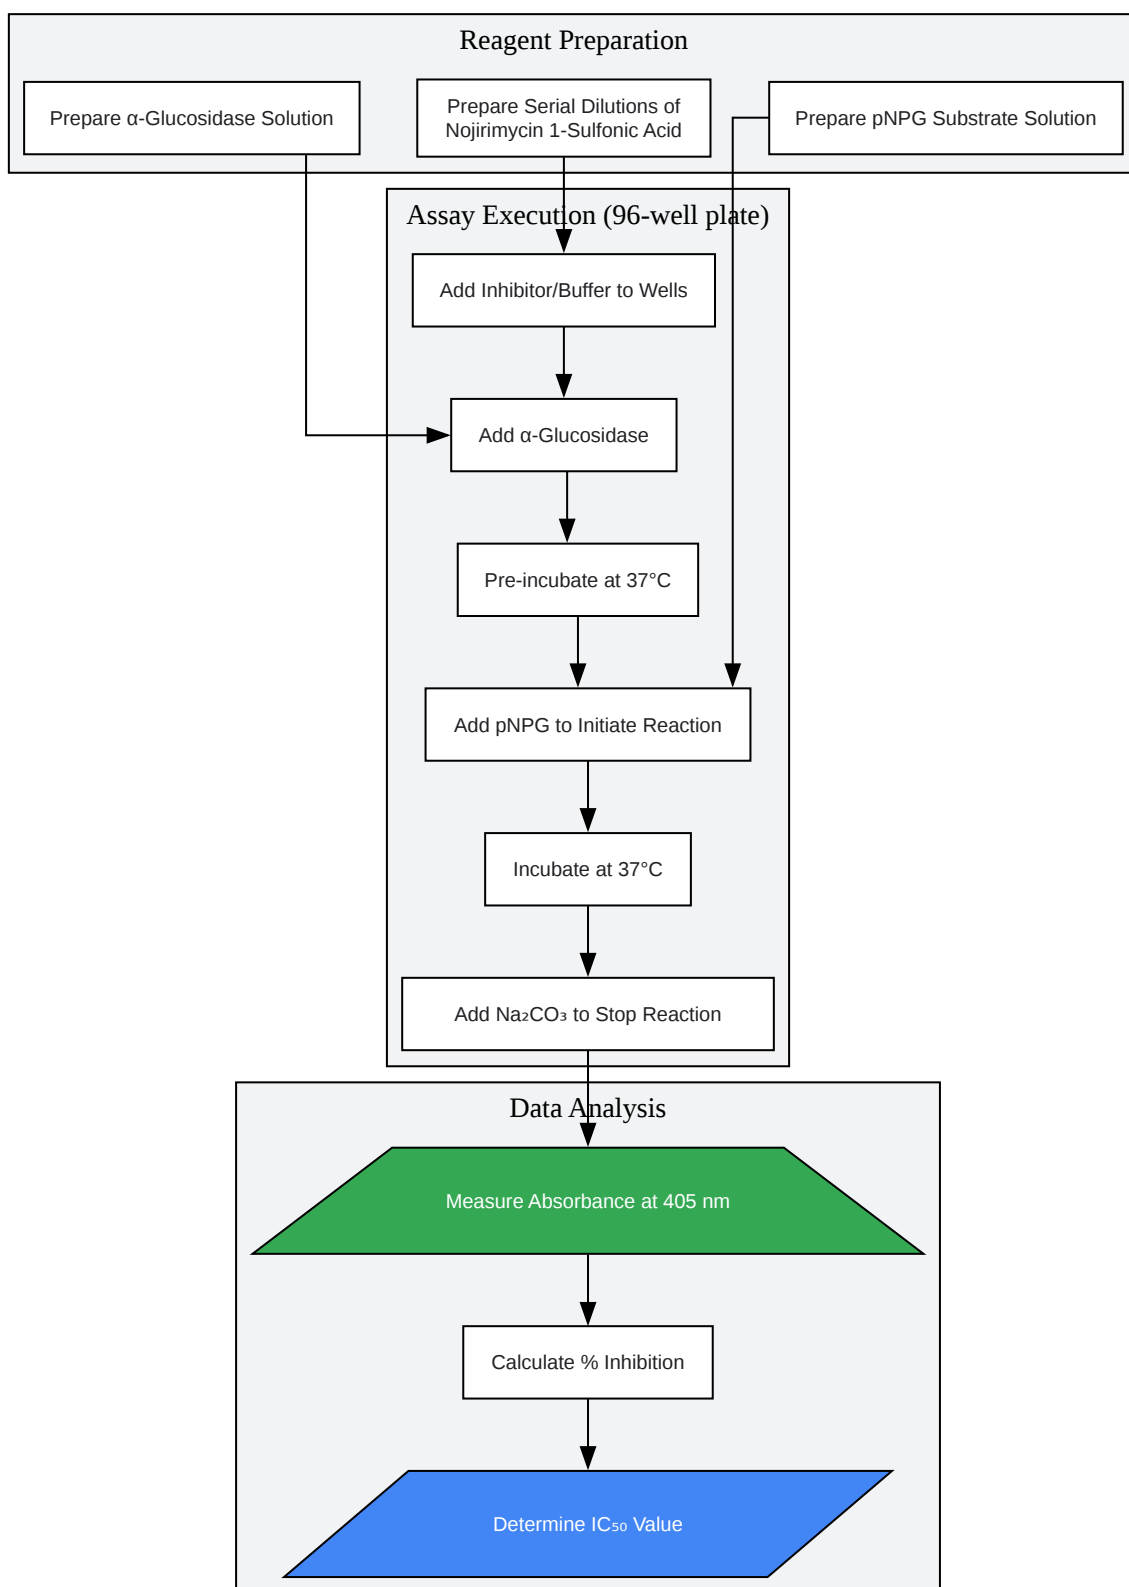 Reagent Preparation
Prepare α-Glucosidase Solution
Prepare Serial Dilutions of
Nojirimycin 1-Sulfonic Acid
Prepare pNPG Substrate Solution
Assay Execution (96-well plate)
Add Inhibitor/Buffer to Wells
Add α-Glucosidase
Pre-incubate at 37°C
Add pNPG to Initiate Reaction
Incubate at 37°C
Add Na₂CO₃ to Stop Reaction
Data Analysis
Measure Absorbance at 405 nm
Calculate % Inhibition
Determine IC₅₀ Value